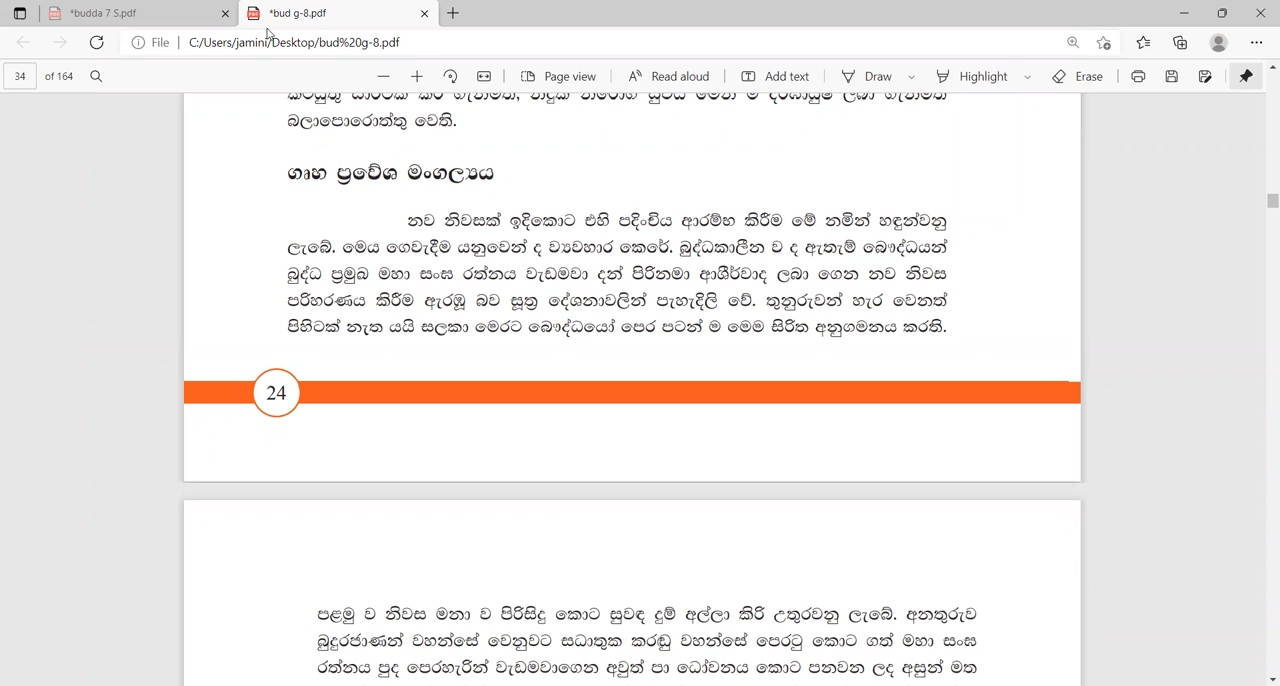 *budda 7 S.pdf
*bud g-8.pdf
File
C:/Users/jamini/Desktop/bud%20g-8.pdf
34 of 164
Page view
Read aloud
Add text
Draw
Highlight
Erase
බලාපොරොත්තු වෙති.
ගෘහ ප්‍රවේශ මංගල්‍යය
නව නිවසක් ඉදිකොට එහි පදිංචිය ආරම්භ කිරීම මේ නමින් හඳුන්වනු
ලැබේ. මෙය ගෙවැදීම යනුවෙන් ද ව්‍යවහාර කෙරේ. බුද්ධකාලීන ව ද ඇතැම් බෞද්ධයන්
බුද්ධ ප්‍රමුඛ මහා සංඝ රත්නය වැඩමවා දන් පිරිනමා ආශීර්වාද ලබා ගෙන නව නිවස
පරිහරණය කිරීම ඇරඹූ බව සූත්‍ර දේශනාවලින් පැහැදිලි වේ. තුනුරුවන් හැර වෙනත්
පිහිටක් නැත යයි සලකා මෙරට බෞද්ධයෝ පෙර පටන් ම මෙම සිරිත අනුගමනය කරති.
24
පළමු ව නිවස මනා ව පිරිසිදු කොට සුවඳ දුම් අල්ලා කිරි උතුරවනු ලැබේ. අනතුරුව
බුදුරජාණන් වහන්සේ වෙනුවට සධාතුක කරඬු වහන්සේ පෙරටු කොට ගත් මහා සංඝ
රත්නය පුද පෙරහැරින් වැඩමවාගෙන අවුත් පා ධෝවනය කොට පනවන ලද අසුන් මත